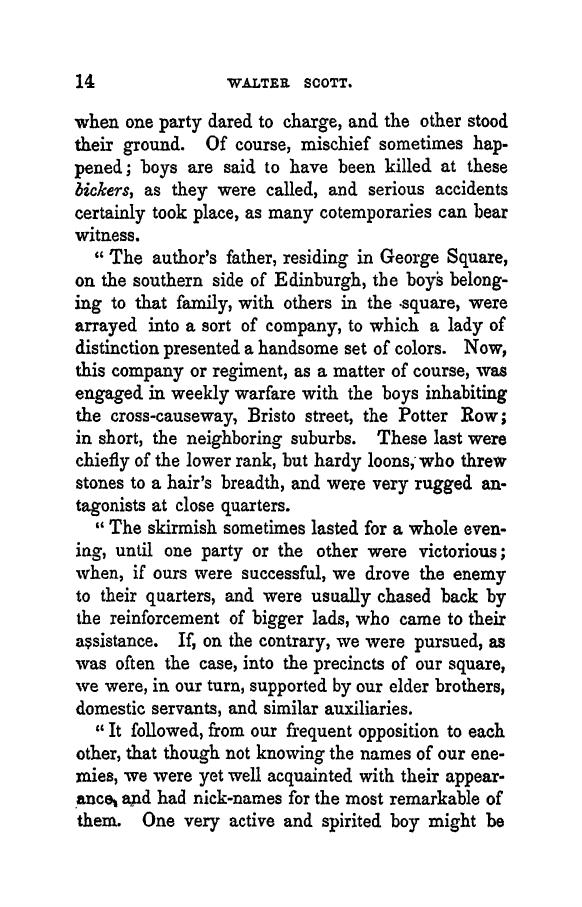 14 WALTER SCOTT.
when one party dared to charge, and the other stood
their ground. Of course, mischief sometimes hap-
pened; boys are said to have been killed at these
bickers, as they were called, and serious accidents
certainly took place, as many cotemporaries can bear
witness.
“ The author's father, residing in George Square,
on the southern side of Edinburgh, the boys belong-
ing to that family, with others in the square, were
arrayed into a sort of company, to which a lady of
distinction presented a handsome set of colors. Now,
this company or regiment, as a matter of course, was
engaged in weekly warfare with the boys inhabiting
the cross-causeway, Bristo street, the Potter Row;
in short, the neighboring suburbs. These last were
chiefly of the lower rank, but hardy loons, who threw
stones to a hair's breadth, and were very rugged an-
tagonists at close quarters.
“ The skirmish sometimes lasted for a whole even-
ing, until one party or the other were victorious;
when, if ours were successful, we drove the enemy
to their quarters, and were usually chased back by
the reinforcement of bigger lads, who came to their
assistance. If, on the contrary, we were pursued, as
was often the case, into the precincts of our square,
we were, in our turn, supported by our elder brothers,
domestic servants, and similar auxiliaries.
“ It followed, from our frequent opposition to each
other, that though not knowing the names of our ene-
mies, we were yet well acquainted with their appear-
ance, and had nick-names for the most remarkable of
them. One very active and spirited boy might be